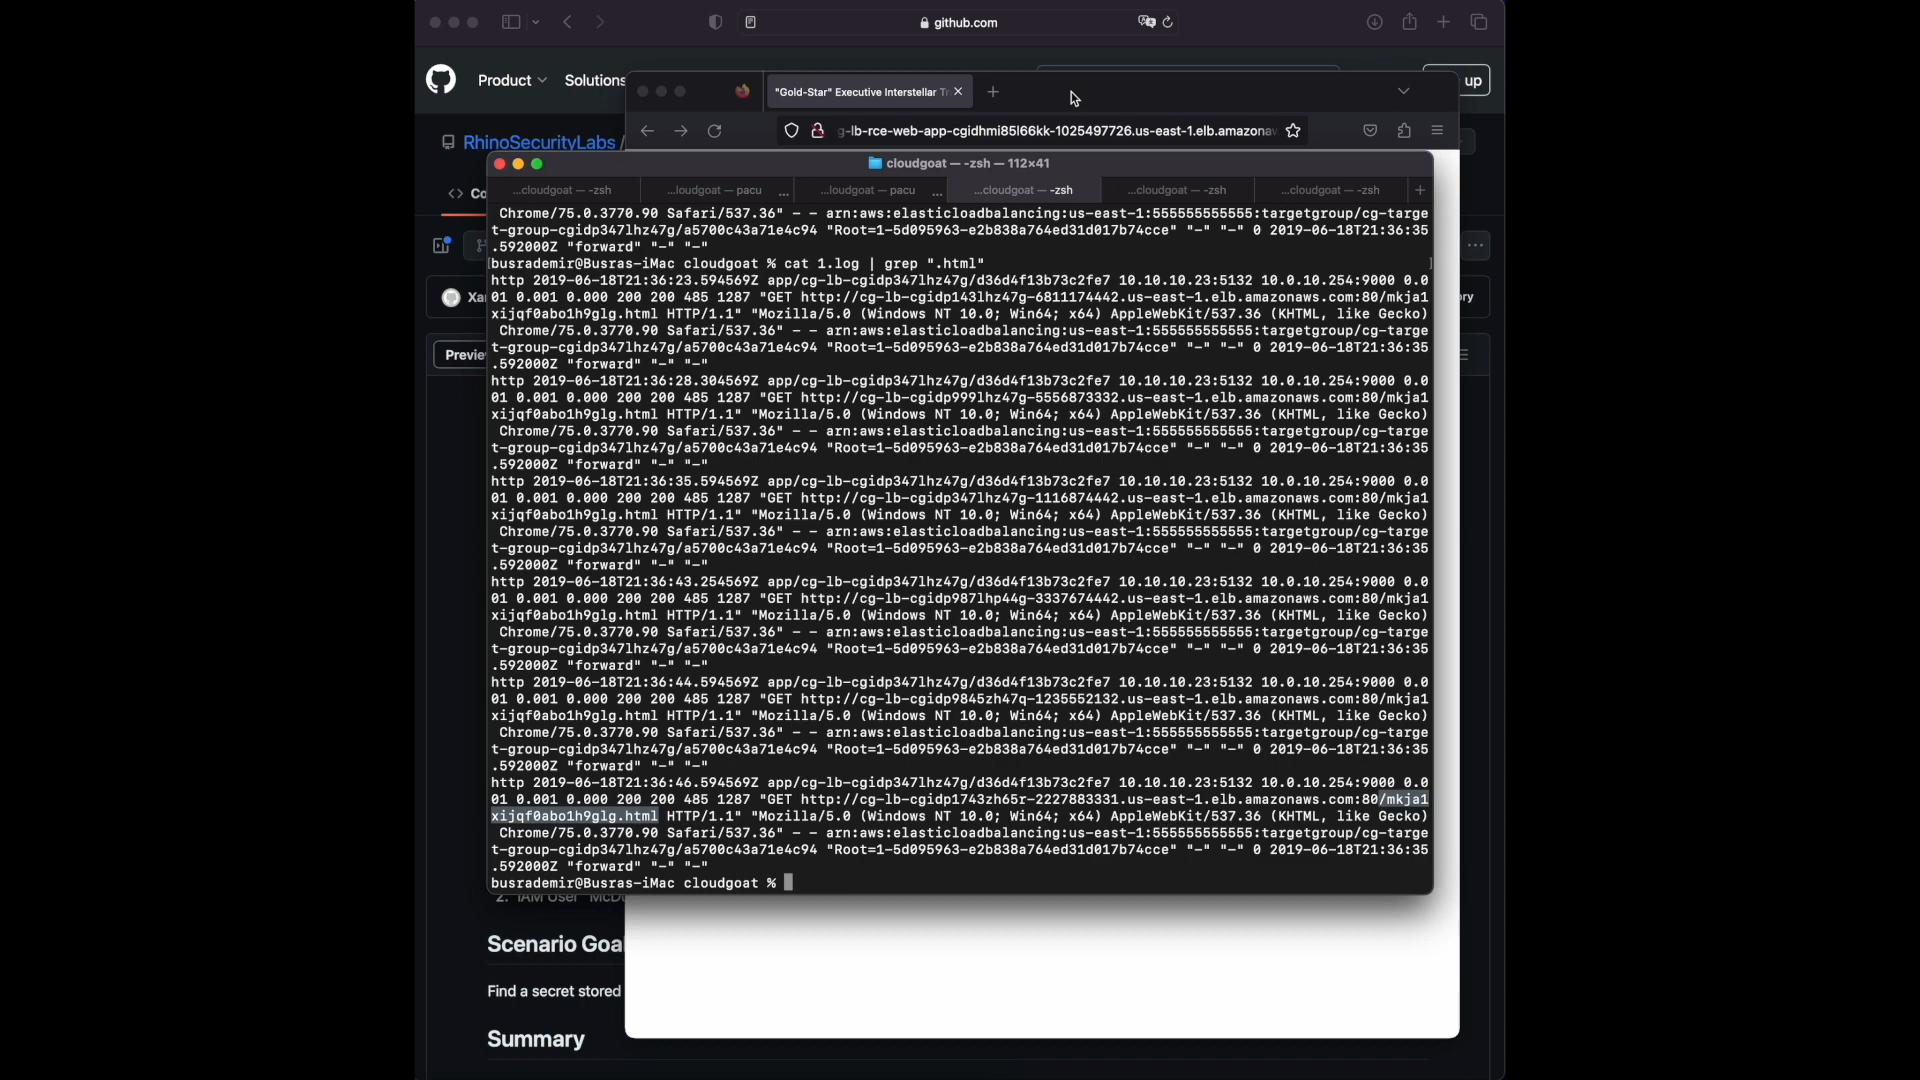 github.com
Product
Solutions
up
"Gold-Star" Executive Interstellar Tr
RhinoSecurityLabs /
g-lb-rce-web-app-cgidhmi85l66kk-1025497726.us-east-1.elb.amazona
cloudgoat — -zsh — 112×41
...cloudgoat — -zsh
...loudgoat — pacu ...
...loudgoat — pacu ...
...cloudgoat — -zsh
...cloudgoat — -zsh
...cloudgoat — -zsh
Co
Xa
ory
Preview
Chrome/75.0.3770.90 Safari/537.36" - - arn:aws:elasticloadbalancing:us-east-1:555555555555:targetgroup/cg-targe
t-group-cgidp347lhz47g/a5700c43a71e4c94 "Root=1-5d095963-e2b838a764ed31d017b74cce" "-" "-" 0 2019-06-18T21:36:35
.592000Z "forward" "-" "-"
busrademir@Busras-iMac cloudgoat % cat 1.log | grep ".html"
http 2019-06-18T21:36:23.594569Z app/cg-lb-cgidp347lhz47g/d36d4f13b73c2fe7 10.10.10.23:5132 10.0.10.254:9000 0.0
01 0.001 0.000 200 200 485 1287 "GET http://cg-lb-cgidp143lhz47g-6811174442.us-east-1.elb.amazonaws.com:80/mkja1
xijqf0abo1h9glg.html HTTP/1.1" "Mozilla/5.0 (Windows NT 10.0; Win64; x64) AppleWebKit/537.36 (KHTML, like Gecko)
Chrome/75.0.3770.90 Safari/537.36" - - arn:aws:elasticloadbalancing:us-east-1:555555555555:targetgroup/cg-targe
t-group-cgidp347lhz47g/a5700c43a71e4c94 "Root=1-5d095963-e2b838a764ed31d017b74cce" "-" "-" 0 2019-06-18T21:36:35
.592000Z "forward" "-" "-"
http 2019-06-18T21:36:28.304569Z app/cg-lb-cgidp347lhz47g/d36d4f13b73c2fe7 10.10.10.23:5132 10.0.10.254:9000 0.0
01 0.001 0.000 200 200 485 1287 "GET http://cg-lb-cgidp999lhz47g-5556873332.us-east-1.elb.amazonaws.com:80/mkja1
xijqf0abo1h9glg.html HTTP/1.1" "Mozilla/5.0 (Windows NT 10.0; Win64; x64) AppleWebKit/537.36 (KHTML, like Gecko)
Chrome/75.0.3770.90 Safari/537.36" - - arn:aws:elasticloadbalancing:us-east-1:555555555555:targetgroup/cg-targe
t-group-cgidp347lhz47g/a5700c43a71e4c94 "Root=1-5d095963-e2b838a764ed31d017b74cce" "-" "-" 0 2019-06-18T21:36:35
.592000Z "forward" "-" "-"
http 2019-06-18T21:36:35.594569Z app/cg-lb-cgidp347lhz47g/d36d4f13b73c2fe7 10.10.10.23:5132 10.0.10.254:9000 0.0
01 0.001 0.000 200 200 485 1287 "GET http://cg-lb-cgidp347lhz47g-1116874442.us-east-1.elb.amazonaws.com:80/mkja1
xijqf0abo1h9glg.html HTTP/1.1" "Mozilla/5.0 (Windows NT 10.0; Win64; x64) AppleWebKit/537.36 (KHTML, like Gecko)
Chrome/75.0.3770.90 Safari/537.36" - - arn:aws:elasticloadbalancing:us-east-1:555555555555:targetgroup/cg-targe
t-group-cgidp347lhz47g/a5700c43a71e4c94 "Root=1-5d095963-e2b838a764ed31d017b74cce" "-" "-" 0 2019-06-18T21:36:35
.592000Z "forward" "-" "-"
http 2019-06-18T21:36:43.254569Z app/cg-lb-cgidp347lhz47g/d36d4f13b73c2fe7 10.10.10.23:5132 10.0.10.254:9000 0.0
01 0.001 0.000 200 200 485 1287 "GET http://cg-lb-cgidp987lhp44g-3337674442.us-east-1.elb.amazonaws.com:80/mkja1
xijqf0abo1h9glg.html HTTP/1.1" "Mozilla/5.0 (Windows NT 10.0; Win64; x64) AppleWebKit/537.36 (KHTML, like Gecko)
Chrome/75.0.3770.90 Safari/537.36" - - arn:aws:elasticloadbalancing:us-east-1:555555555555:targetgroup/cg-targe
t-group-cgidp347lhz47g/a5700c43a71e4c94 "Root=1-5d095963-e2b838a764ed31d017b74cce" "-" "-" 0 2019-06-18T21:36:35
.592000Z "forward" "-" "-"
http 2019-06-18T21:36:44.594569Z app/cg-lb-cgidp347lhz47g/d36d4f13b73c2fe7 10.10.10.23:5132 10.0.10.254:9000 0.0
01 0.001 0.000 200 200 485 1287 "GET http://cg-lb-cgidp9845zh47q-1235552132.us-east-1.elb.amazonaws.com:80/mkja1
xijqf0abo1h9glg.html HTTP/1.1" "Mozilla/5.0 (Windows NT 10.0; Win64; x64) AppleWebKit/537.36 (KHTML, like Gecko)
Chrome/75.0.3770.90 Safari/537.36" - - arn:aws:elasticloadbalancing:us-east-1:555555555555:targetgroup/cg-targe
t-group-cgidp347lhz47g/a5700c43a71e4c94 "Root=1-5d095963-e2b838a764ed31d017b74cce" "-" "-" 0 2019-06-18T21:36:35
.592000Z "forward" "-" "-"
http 2019-06-18T21:36:46.594569Z app/cg-lb-cgidp347lhz47g/d36d4f13b73c2fe7 10.10.10.23:5132 10.0.10.254:9000 0.0
01 0.001 0.000 200 200 485 1287 "GET http://cg-lb-cgidp1743zh65r-2227883331.us-east-1.elb.amazonaws.com:80/mkja1
xijqf0abo1h9glg.html HTTP/1.1" "Mozilla/5.0 (Windows NT 10.0; Win64; x64) AppleWebKit/537.36 (KHTML, like Gecko)
Chrome/75.0.3770.90 Safari/537.36" - - arn:aws:elasticloadbalancing:us-east-1:555555555555:targetgroup/cg-targe
t-group-cgidp347lhz47g/a5700c43a71e4c94 "Root=1-5d095963-e2b838a764ed31d017b74cce" "-" "-" 0 2019-06-18T21:36:35
.592000Z "forward" "-" "-"
busrademir@Busras-iMac cloudgoat %
2. IAM User "McDu
Scenario Goa
Find a secret stored
Summary